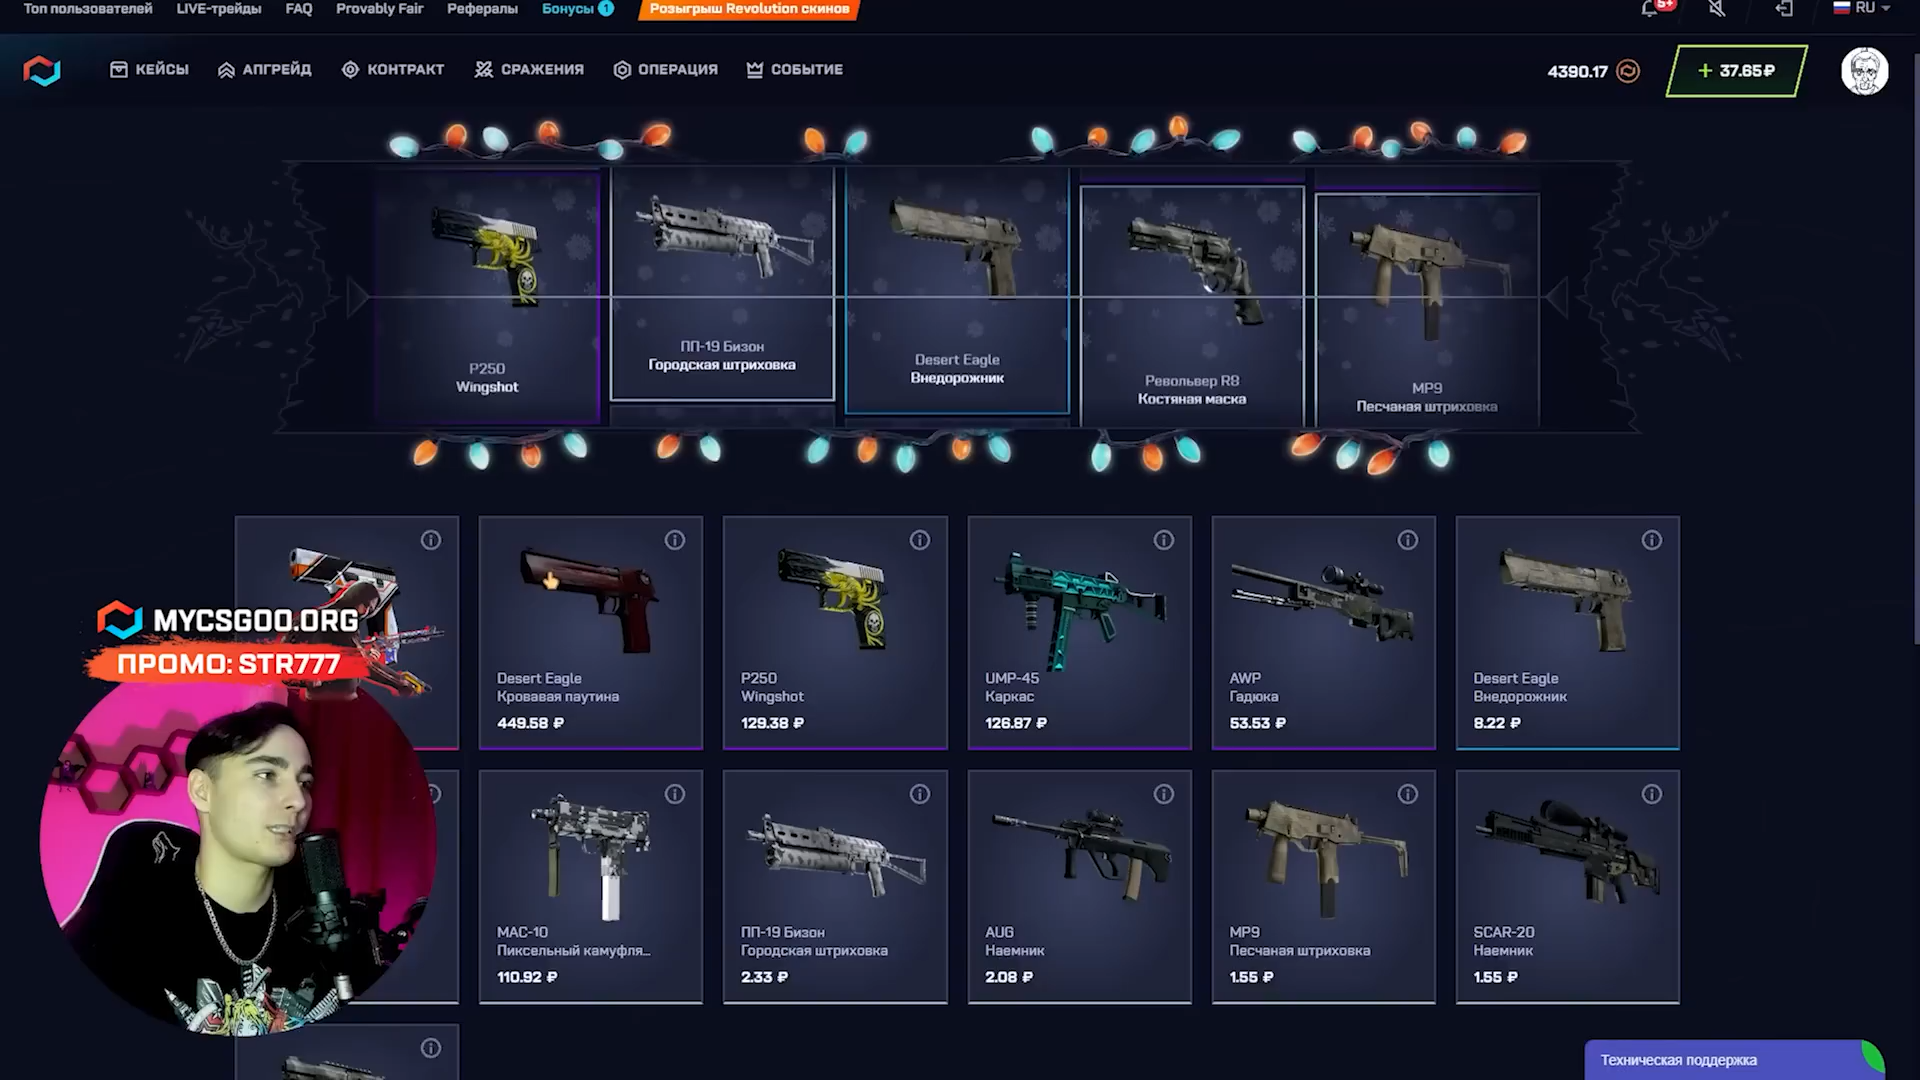 Топ пользователей LIVE-трейды FAQ Provably Fair Рефералы Бонусы 1 Розыгрыш Revolution скинов 5+ RU
КЕЙСЫ АПГРЕЙД КОНТРАКТ СРАЖЕНИЯ ОПЕРАЦИЯ СОБЫТИЕ 4390.17 + 37.65 ₽
P250
Wingshot
ПП-19 Бизон
Городская штриховка
Desert Eagle
Внедорожник
Револьвер R8
Костяная маска
MP9
Песчаная штриховка
MYCSGOO.ORG
ПРОМО: STR777
Desert Eagle
Кровавая паутина
449.58 ₽
P250
Wingshot
129.38 ₽
UMP-45
Каркас
126.87 ₽
AWP
Гадюка
53.53 ₽
Desert Eagle
Внедорожник
8.22 ₽
MAC-10
Пиксельный камуфля...
110.92 ₽
ПП-19 Бизон
Городская штриховка
2.33 ₽
AUG
Наемник
2.08 ₽
MP9
Песчаная штриховка
1.55 ₽
SCAR-20
Наемник
1.55 ₽
Техническая поддержка